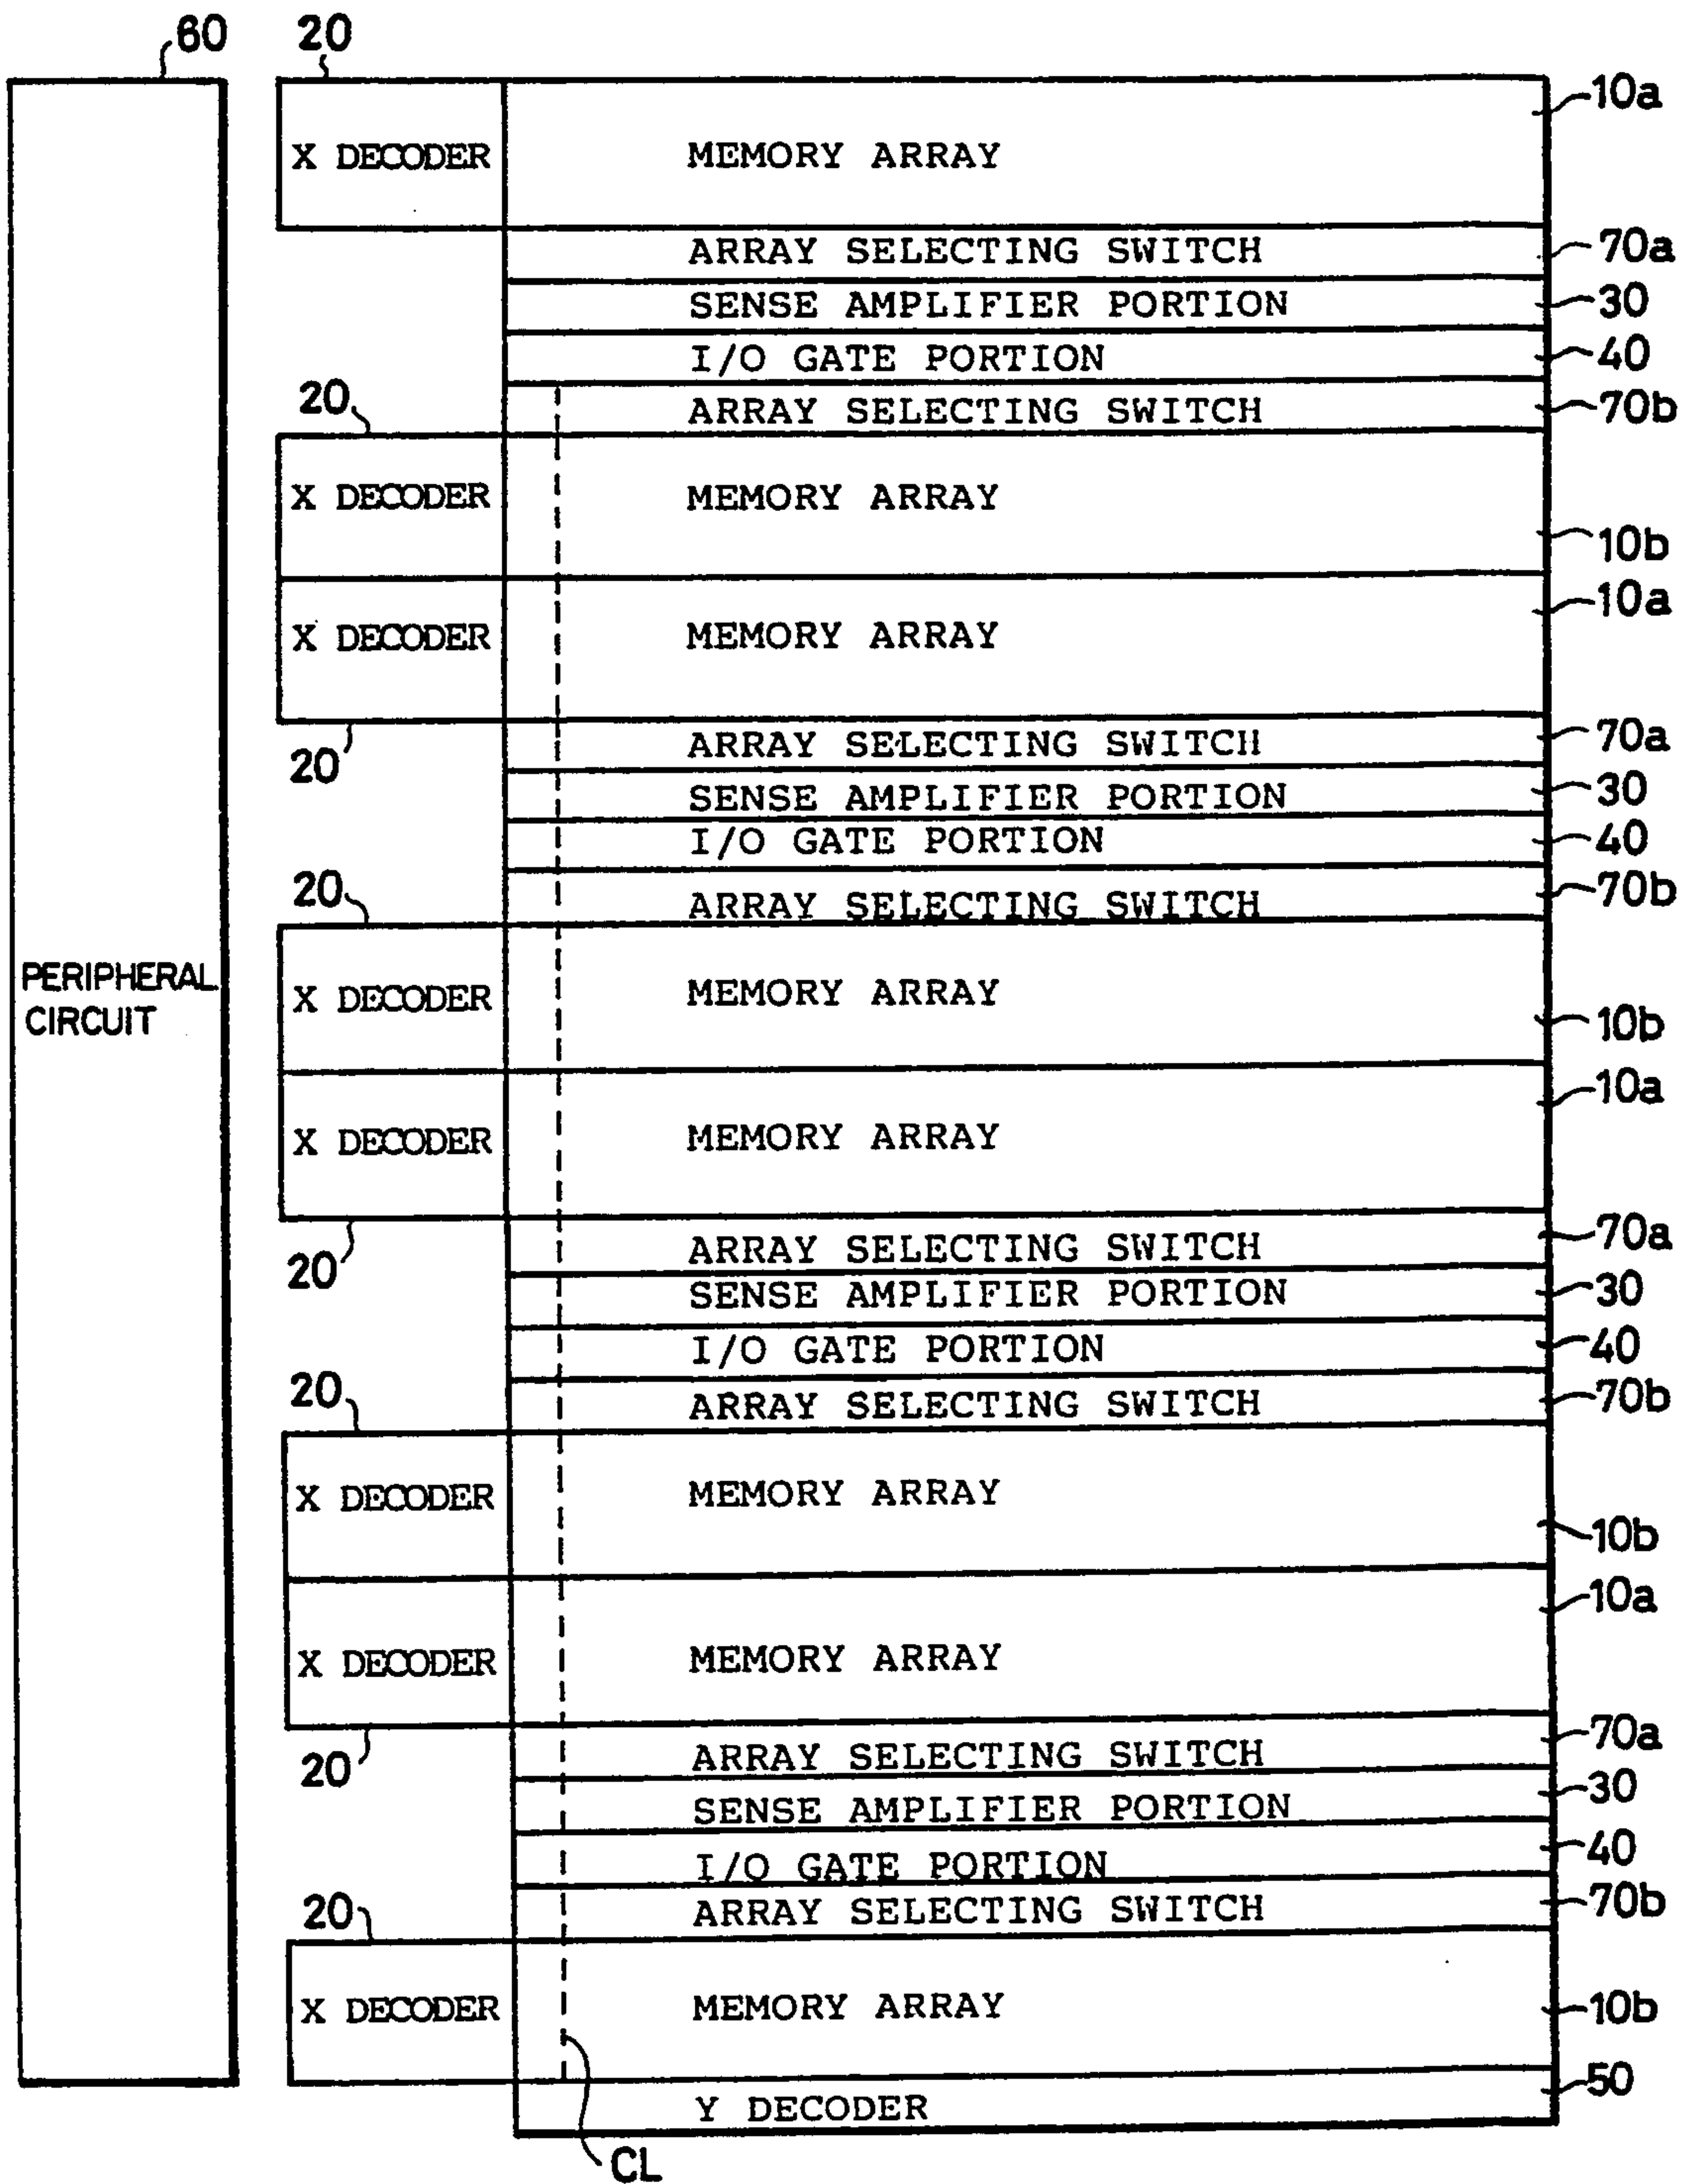 60
20
10a
X DECODER
MEMORY ARRAY
ARRAY SELECTING SWITCH
70a
SENSE AMPLIFIER PORTION
30
I/O GATE PORTION
40
20
ARRAY SELECTING SWITCH
70b
X DECODER
MEMORY ARRAY
10b
10a
X DECODER
MEMORY ARRAY
20
ARRAY SELECTING SWITCH
70a
SENSE AMPLIFIER PORTION
30
I/O GATE PORTION
40
20
ARRAY SELECTING SWITCH
70b
PERIPHERAL
CIRCUIT
X DECODER
MEMORY ARRAY
10b
10a
X DECODER
MEMORY ARRAY
20
ARRAY SELECTING SWITCH
70a
SENSE AMPLIFIER PORTION
30
I/O GATE PORTION
40
20
ARRAY SELECTING SWITCH
70b
X DECODER
MEMORY ARRAY
10b
10a
X DECODER
MEMORY ARRAY
20
ARRAY SELECTING SWITCH
70a
SENSE AMPLIFIER PORTION
30
I/O GATE PORTION
40
20
ARRAY SELECTING SWITCH
70b
X DECODER
MEMORY ARRAY
10b
Y DECODER
50
CL